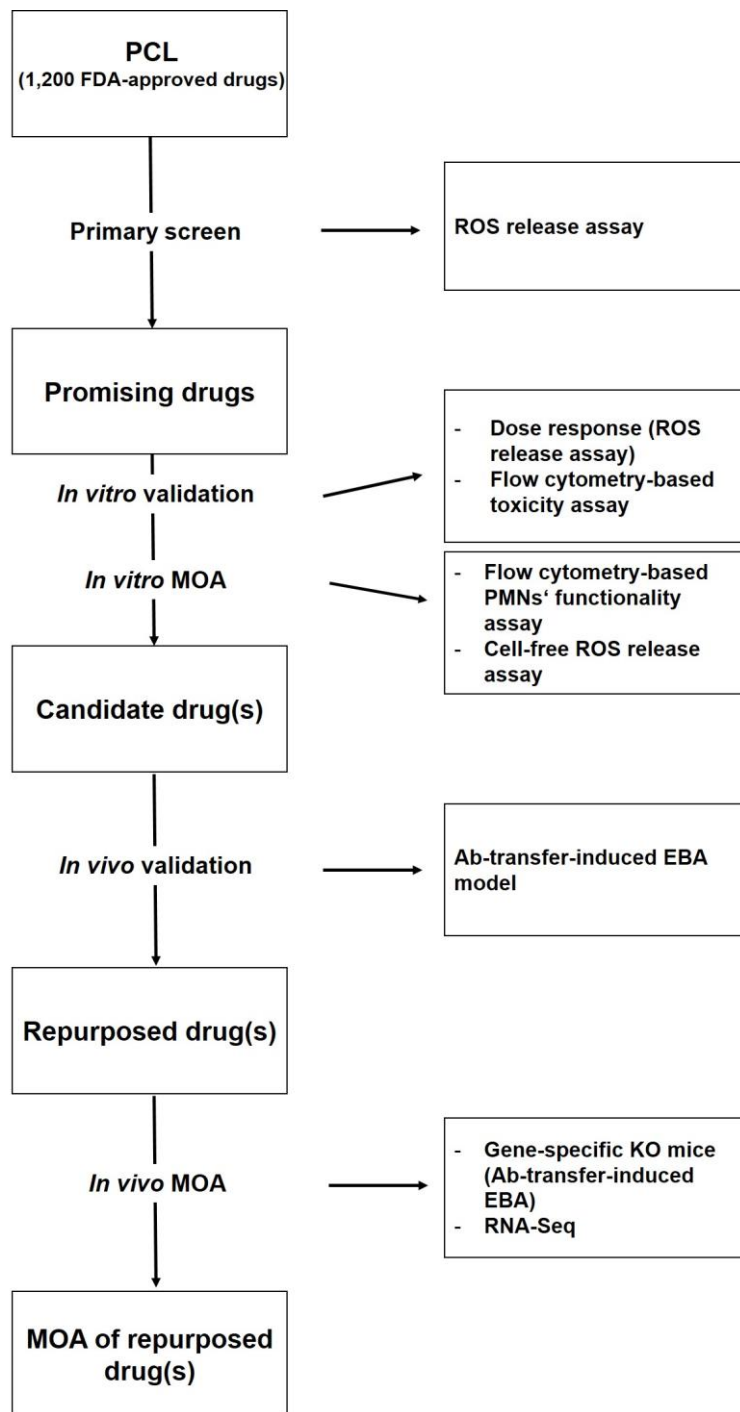 PCL
(1,200 FDA-approved drugs)
Primary screen
ROS release assay
Promising drugs
In vitro validation
- Dose response (ROS
release assay)
- Flow cytometry-based
toxicity assay
In vitro MOA
- Flow cytometry-based
PMNs‘ functionality
assay
- Cell-free ROS release
assay
Candidate drug(s)
In vivo validation
Ab-transfer-induced EBA
model
Repurposed drug(s)
In vivo MOA
- Gene-specific KO mice
(Ab-transfer-induced
EBA)
- RNA-Seq
MOA of repurposed
drug(s)